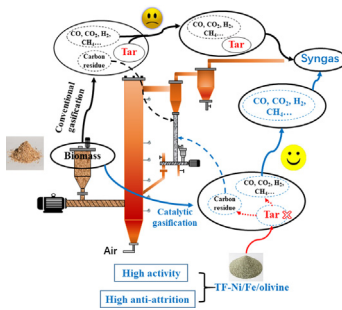 CO, CO₂, H₂,
CH₄...
Tar
Carbon
residue
CO, CO₂, H₂,
CH₄...
Tar
Syngas
Conventional
gasification
CO, CO₂, H₂,
CH₄...
Biomass
CO, CO₂, H₂,
CH₄...
Carbon
residue
Tar
Catalytic
gasification
Air
High activity
TF-Ni/Fe/olivine
High anti-attrition